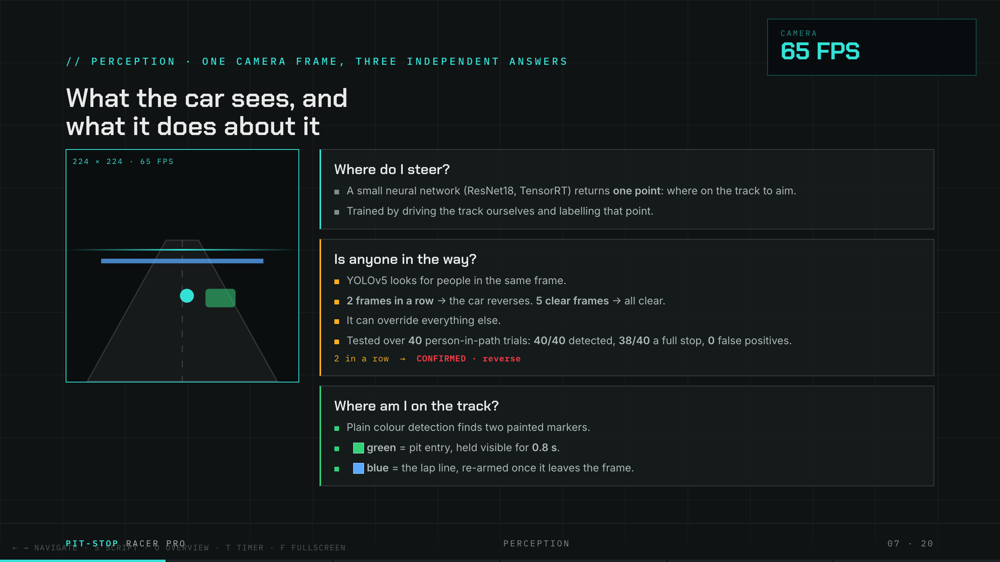 CAMERA
65 FPS
// PERCEPTION · ONE CAMERA FRAME, THREE INDEPENDENT ANSWERS
What the car sees, and
what it does about it
224 × 224 · 65 FPS
Where do I steer?
A small neural network (ResNet18, TensorRT) returns one point: where on the track to aim.
Trained by driving the track ourselves and labelling that point.
Is anyone in the way?
YOLOv5 looks for people in the same frame.
2 frames in a row → the car reverses. 5 clear frames → all clear.
It can override everything else.
Tested over 40 person-in-path trials: 40/40 detected, 38/40 a full stop, 0 false positives.
2 in a row → CONFIRMED · reverse
Where am I on the track?
Plain colour detection finds two painted markers.
green = pit entry, held visible for 0.8 s.
blue = the lap line, re-armed once it leaves the frame.
PIT-STOP RACER PRO
PERCEPTION
07 · 20
← → NAVIGATE · S SCRIPT · O OVERVIEW · T TIMER · F FULLSCREEN